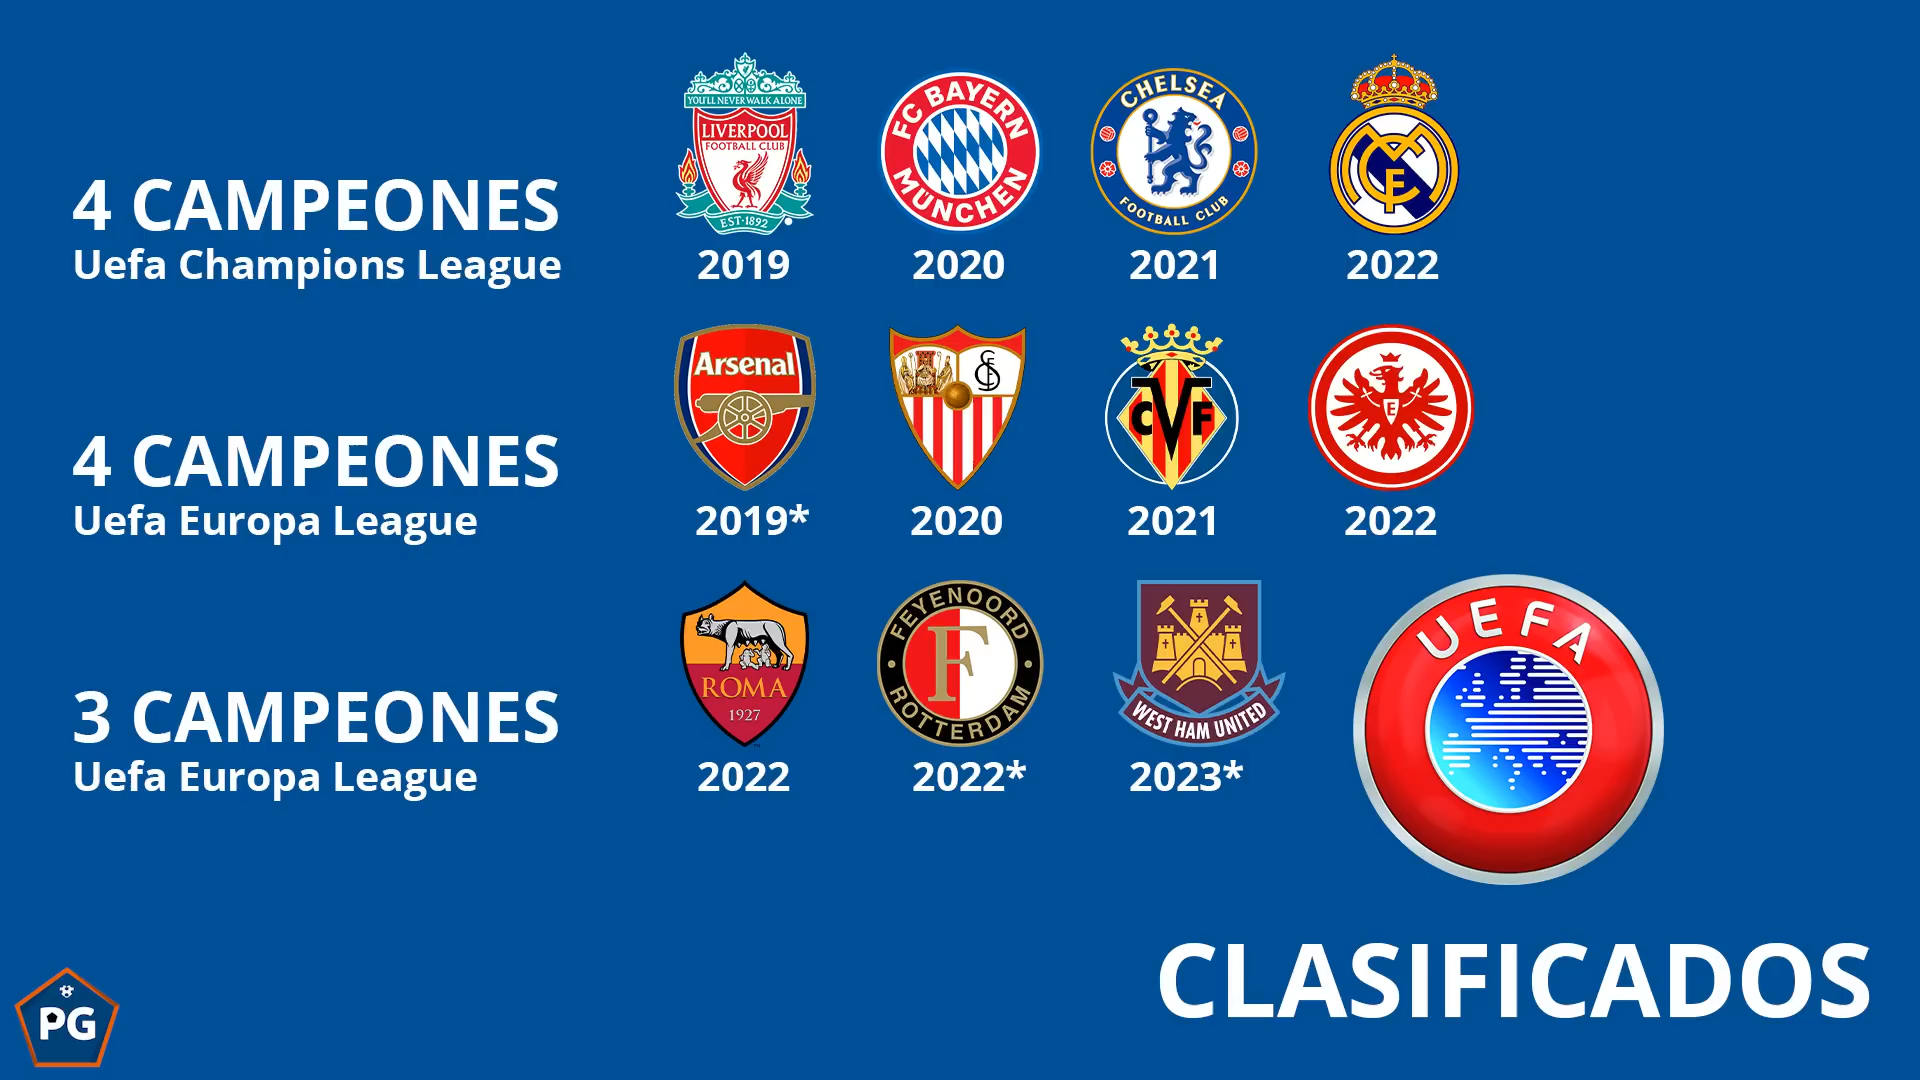 YOU'LL NEVER WALK ALONE
LIVERPOOL
FOOTBALL CLUB
EST·1892
FC BAYERN
MÜNCHEN
CHELSEA
FOOTBALL CLUB
4 CAMPEONES
Uefa Champions League
2019
2020
2021
2022
Arsenal
CVF
E
4 CAMPEONES
Uefa Europa League
2019*
2020
2021
2022
ROMA
1927
FEYENOORD
F
ROTTERDAM
WEST HAM UNITED
UEFA
3 CAMPEONES
Uefa Europa League
2022
2022*
2023*
CLASIFICADOS
PG